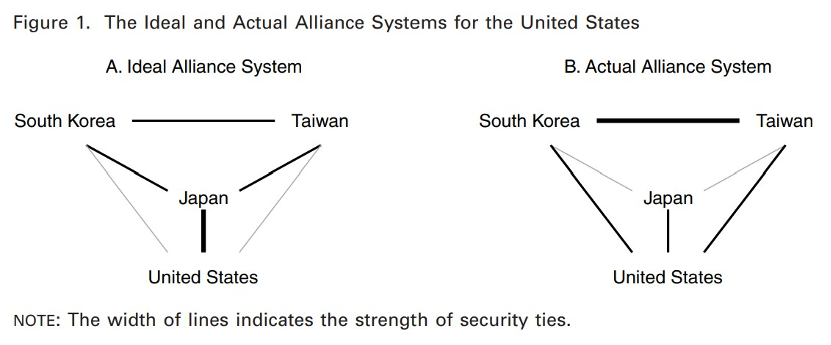 Figure 1. The Ideal and Actual Alliance Systems for the United States
A. Ideal Alliance System
South Korea
Taiwan
Japan
United States
B. Actual Alliance System
South Korea
Taiwan
Japan
United States
NOTE: The width of lines indicates the strength of security ties.